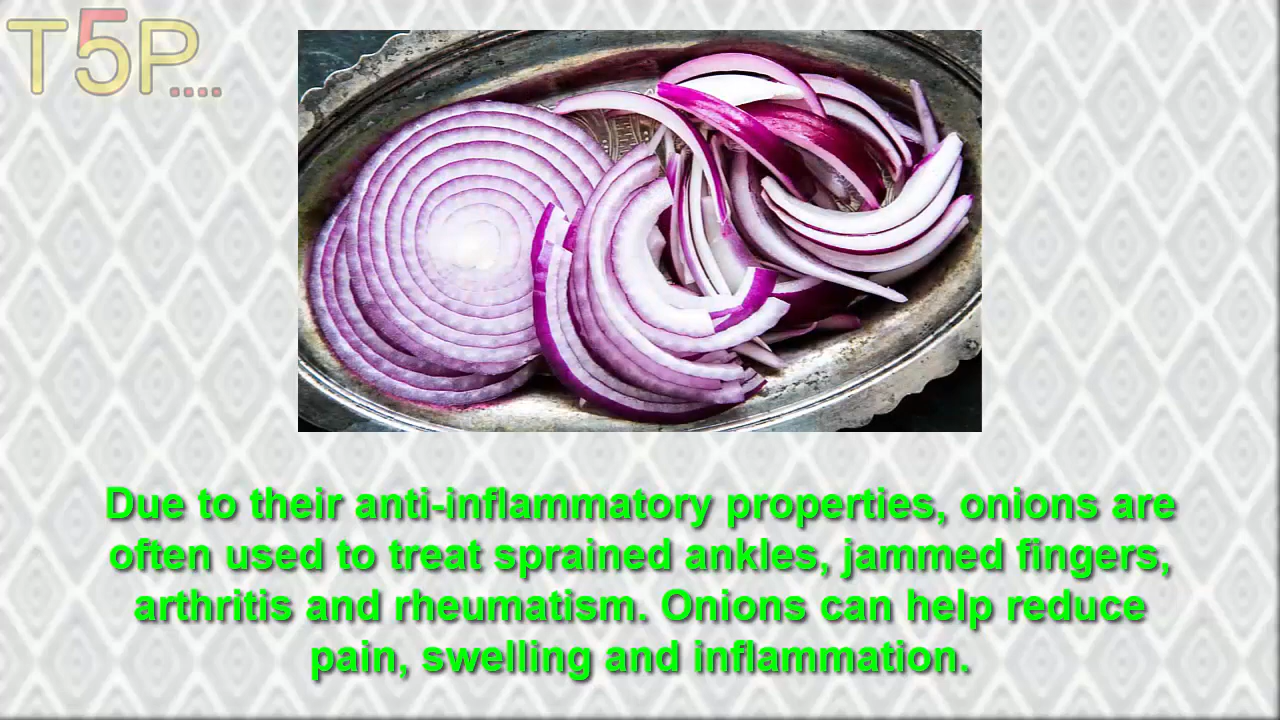 T5P....
Due to their anti-inflammatory properties, onions are
often used to treat sprained ankles, jammed fingers,
arthritis and rheumatism. Onions can help reduce
pain, swelling and inflammation.